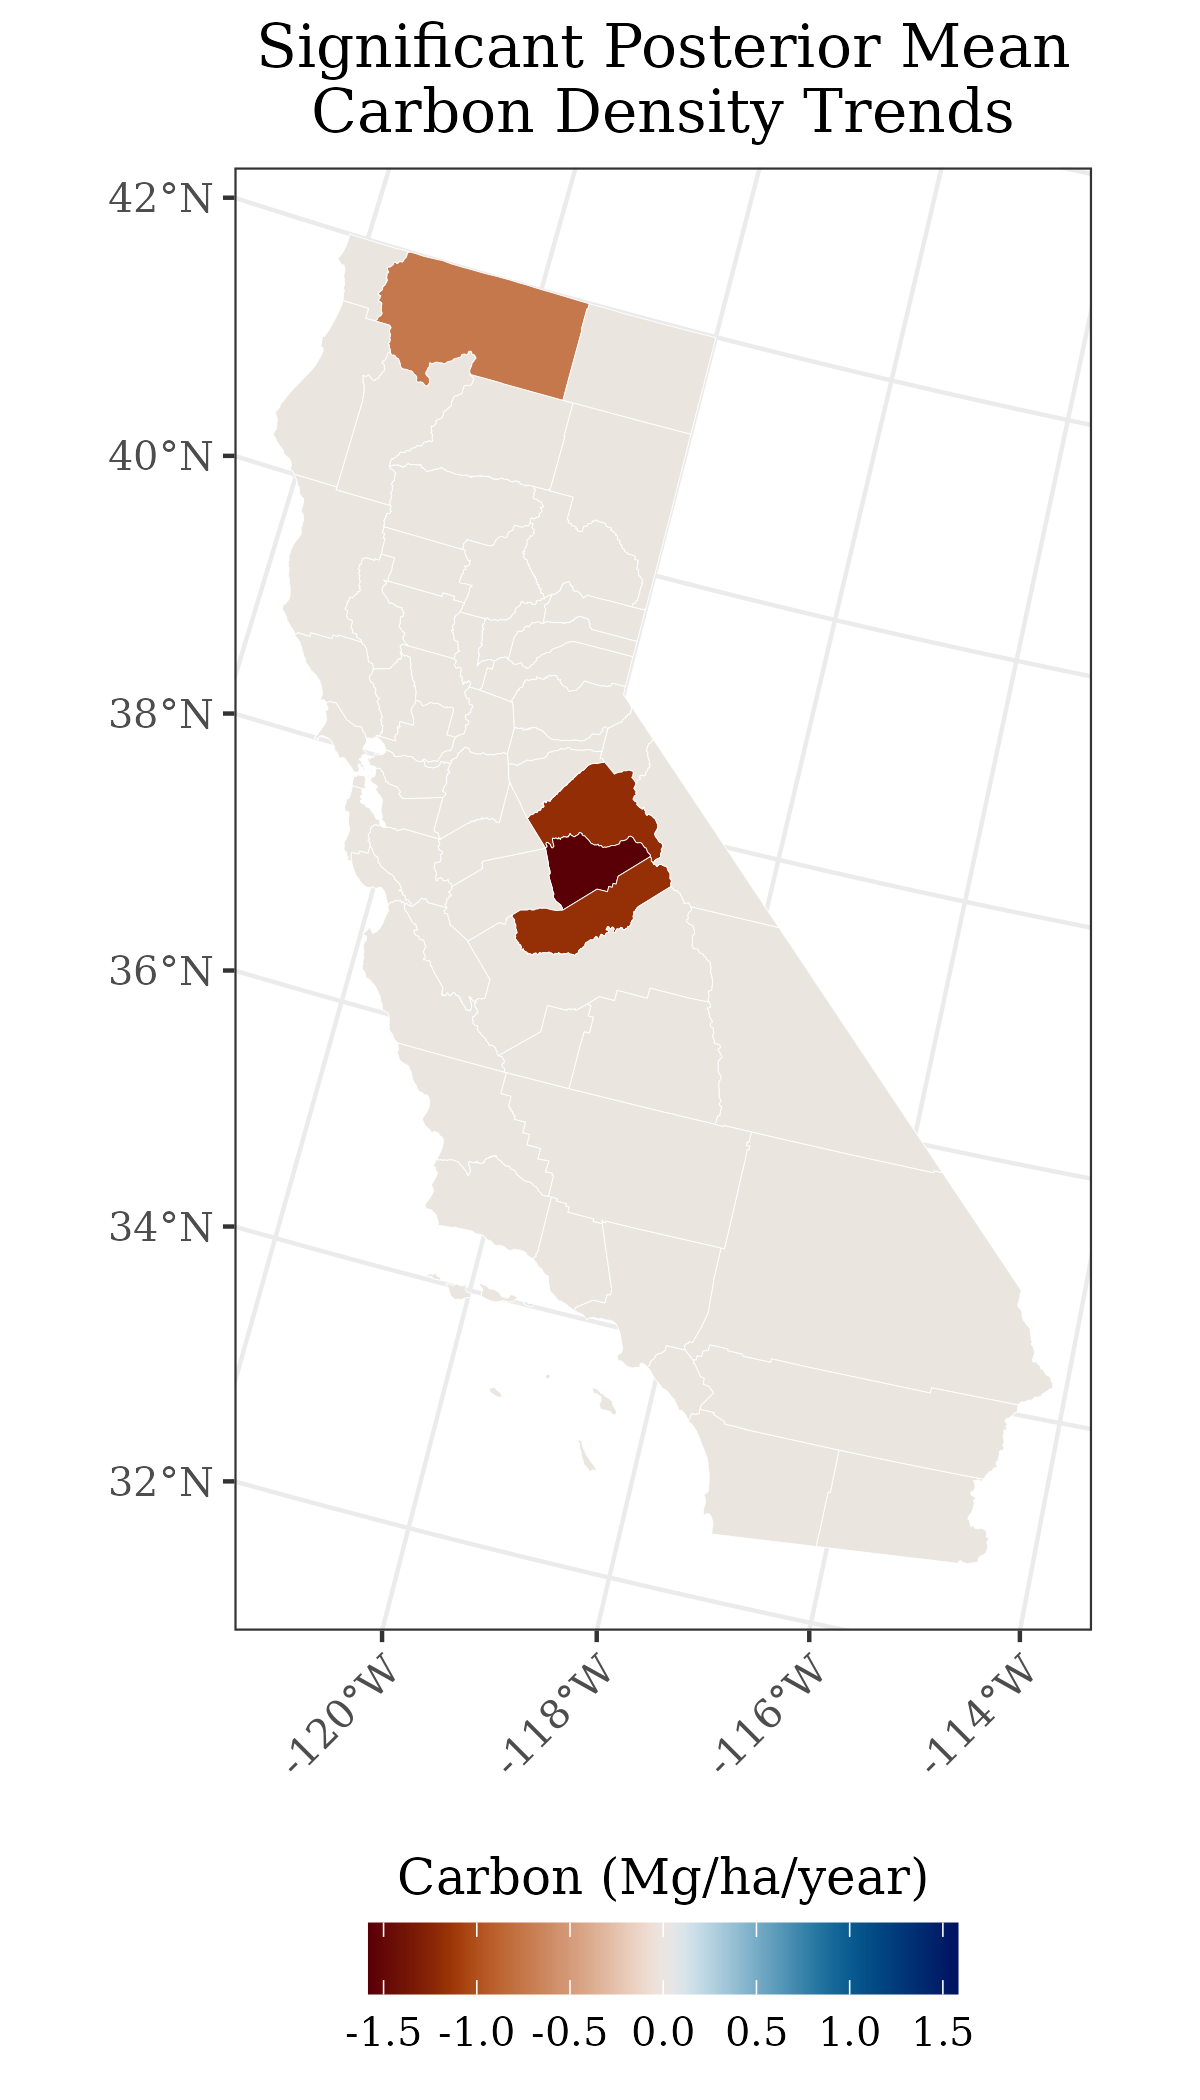 Significant Posterior Mean
Carbon Density Trends
42°N
40°N
38°N
36°N
34°N
32°N
-120°W
-118°W
-116°W
-114°W
Carbon (Mg/ha/year)
-1.5 -1.0 -0.5 0.0 0.5 1.0 1.5